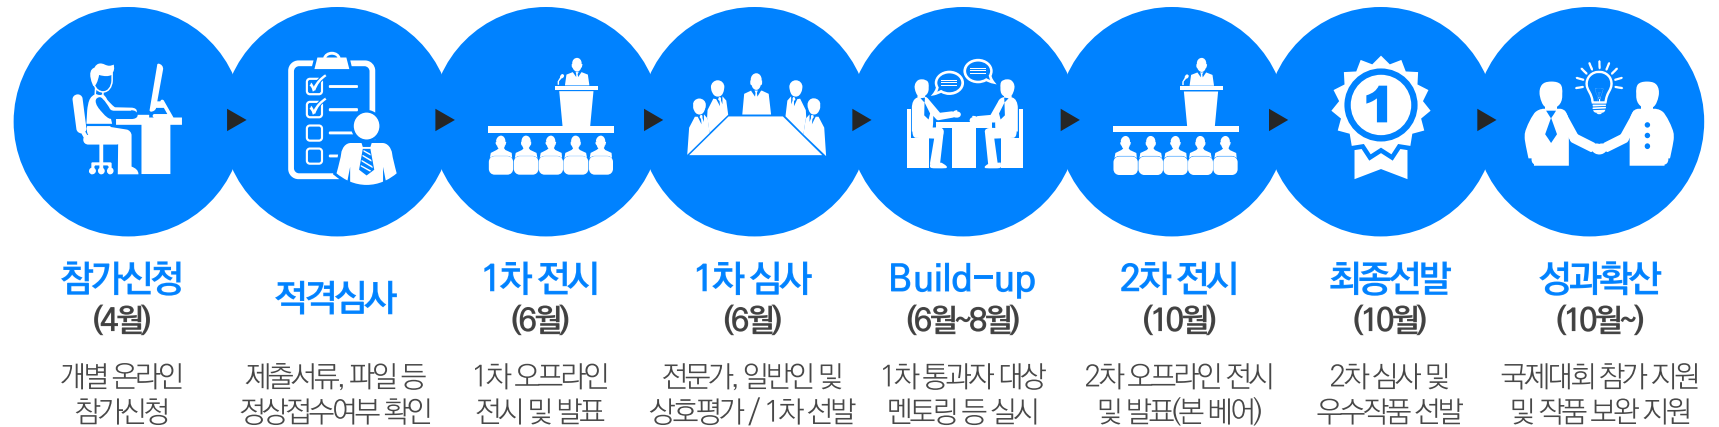 1
참가신청
(4월)
개별 온라인
참가신청
적격심사
제출서류, 파일 등
정상접수여부 확인
1차 전시
(6월)
1차 오프라인
전시 및 발표
1차 심사
(6월)
전문가, 일반인 및
상호평가 / 1차 선발
Build-up
(6월~8월)
1차 통과자 대상
멘토링 등 실시
2차 전시
(10월)
2차 오프라인 전시
및 발표(본 베어)
최종선발
(10월)
2차 심사 및
우수작품 선발
성과확산
(10월~)
국제대회 참가 지원
및 작품 보완 지원